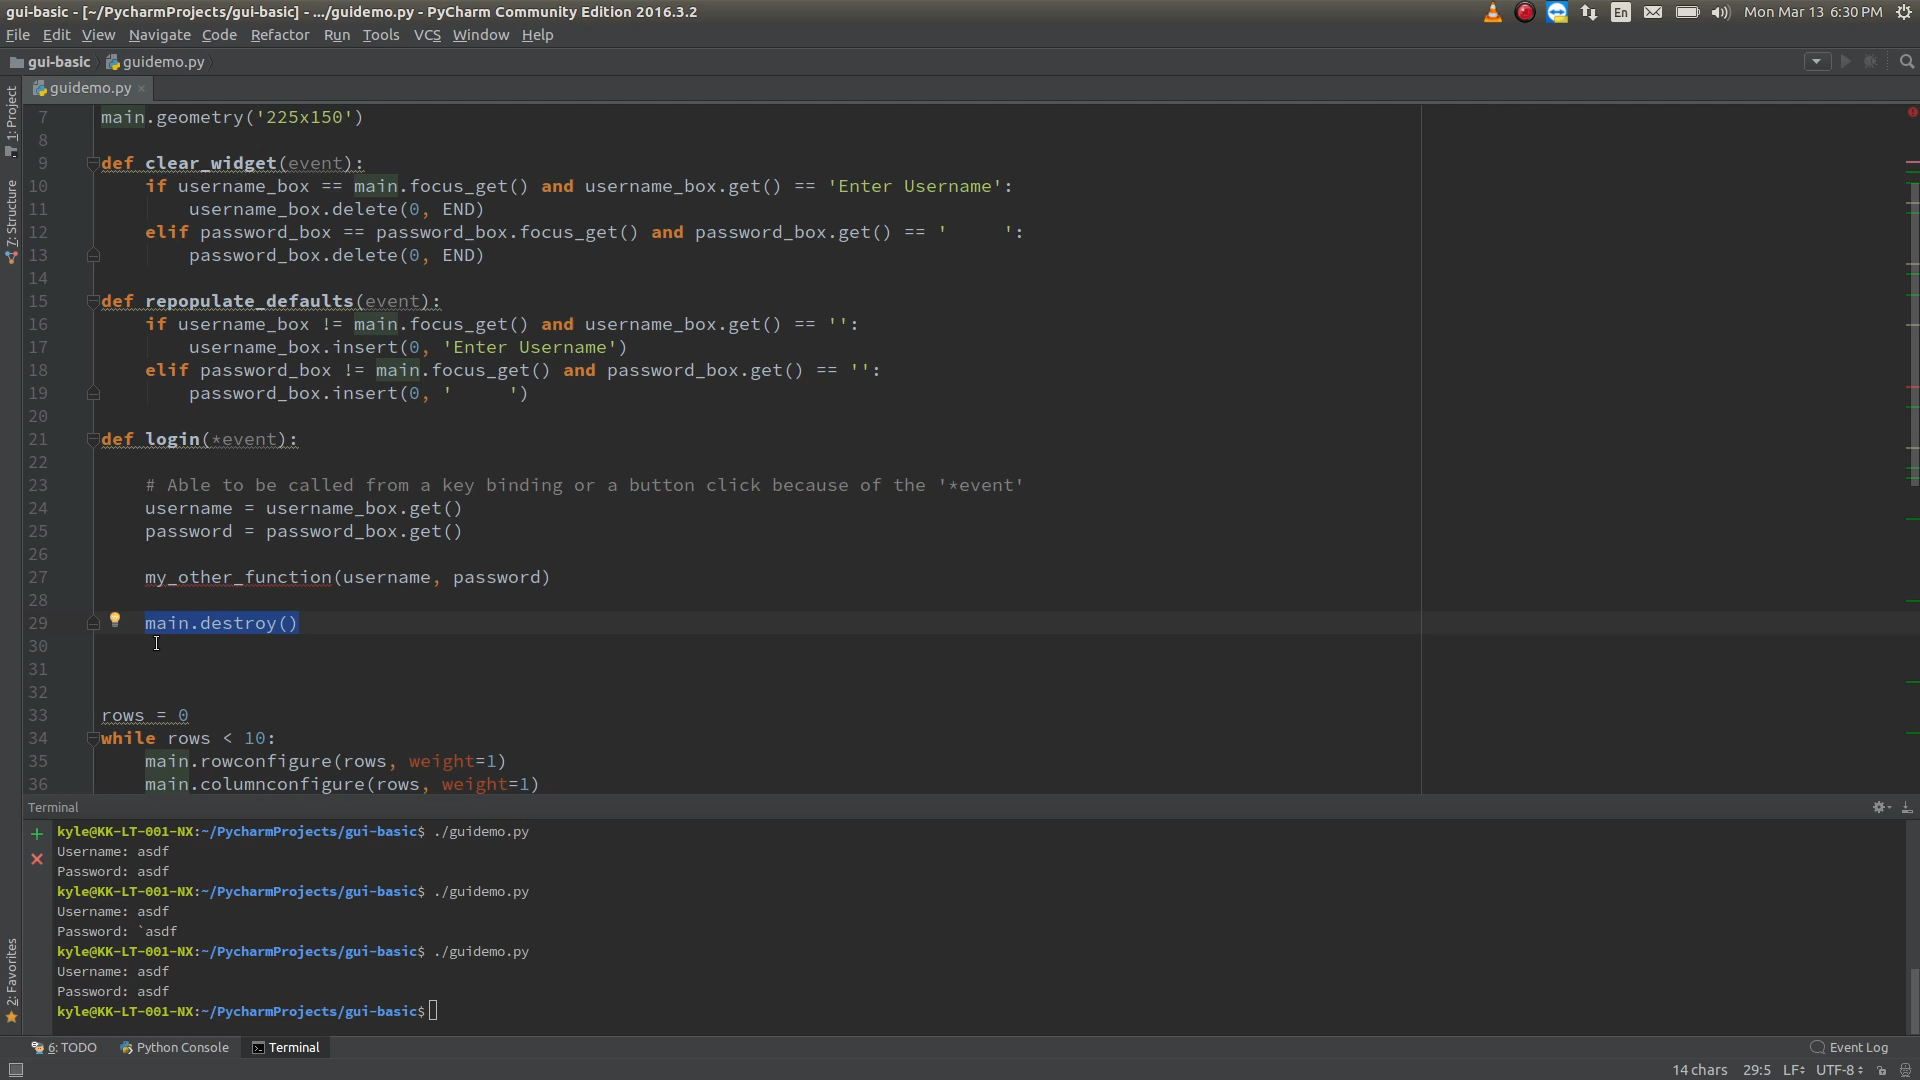 gui-basic - [~/PycharmProjects/gui-basic] - .../guidemo.py - PyCharm Community Edition 2016.3.2
En
Mon Mar 13 6:30 PM
File Edit View Navigate Code Refactor Run Tools VCS Window Help
gui-basic guidemo.py
guidemo.py
1: Project
7: Structure
2: Favorites
7 main.geometry('225x150')
8
9 def clear_widget(event):
10 if username_box == main.focus_get() and username_box.get() == 'Enter Username':
11 username_box.delete(0, END)
12 elif password_box == password_box.focus_get() and password_box.get() == '     ':
13 password_box.delete(0, END)
14
15 def repopulate_defaults(event):
16 if username_box != main.focus_get() and username_box.get() == '':
17 username_box.insert(0, 'Enter Username')
18 elif password_box != main.focus_get() and password_box.get() == '':
19 password_box.insert(0, '     ')
20
21 def login(*event):
22
23 # Able to be called from a key binding or a button click because of the '*event'
24 username = username_box.get()
25 password = password_box.get()
26
27 my_other_function(username, password)
28
29 main.destroy()
30
31
32
33 rows = 0
34 while rows < 10:
35 main.rowconfigure(rows, weight=1)
36 main.columnconfigure(rows, weight=1)
Terminal
kyle@KK-LT-001-NX:~/PycharmProjects/gui-basic$ ./guidemo.py
Username: asdf
Password: asdf
kyle@KK-LT-001-NX:~/PycharmProjects/gui-basic$ ./guidemo.py
Username: asdf
Password: `asdf
kyle@KK-LT-001-NX:~/PycharmProjects/gui-basic$ ./guidemo.py
Username: asdf
Password: asdf
kyle@KK-LT-001-NX:~/PycharmProjects/gui-basic$
6: TODO Python Console Terminal Event Log
14 chars 29:5 LF÷ UTF-8÷